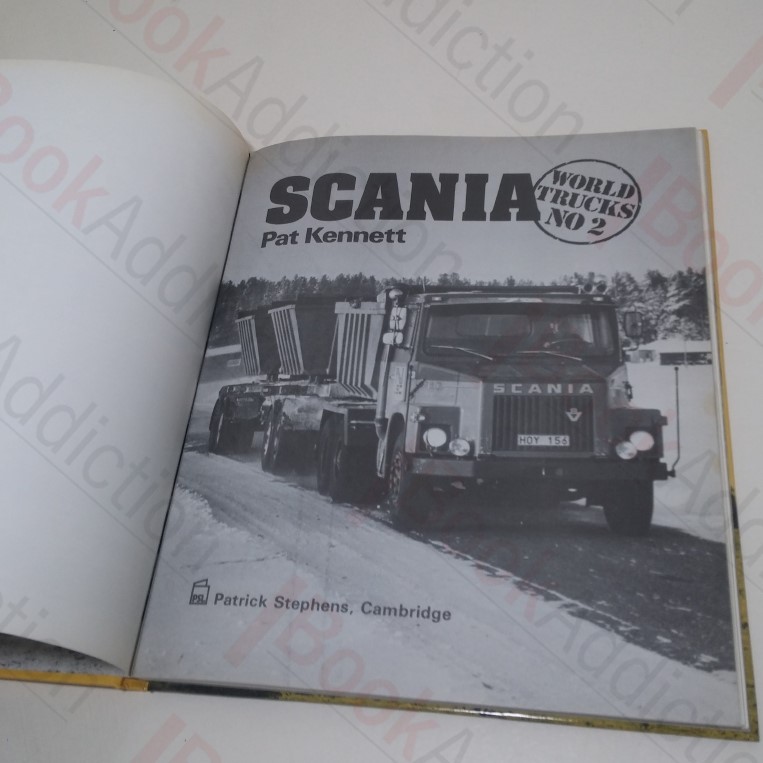 SCANIA
WORLD
TRUCKS
NO 2
Pat Kennett
SCANIA
HOY 156
PSL
Patrick Stephens, Cambridge
BookAddiction